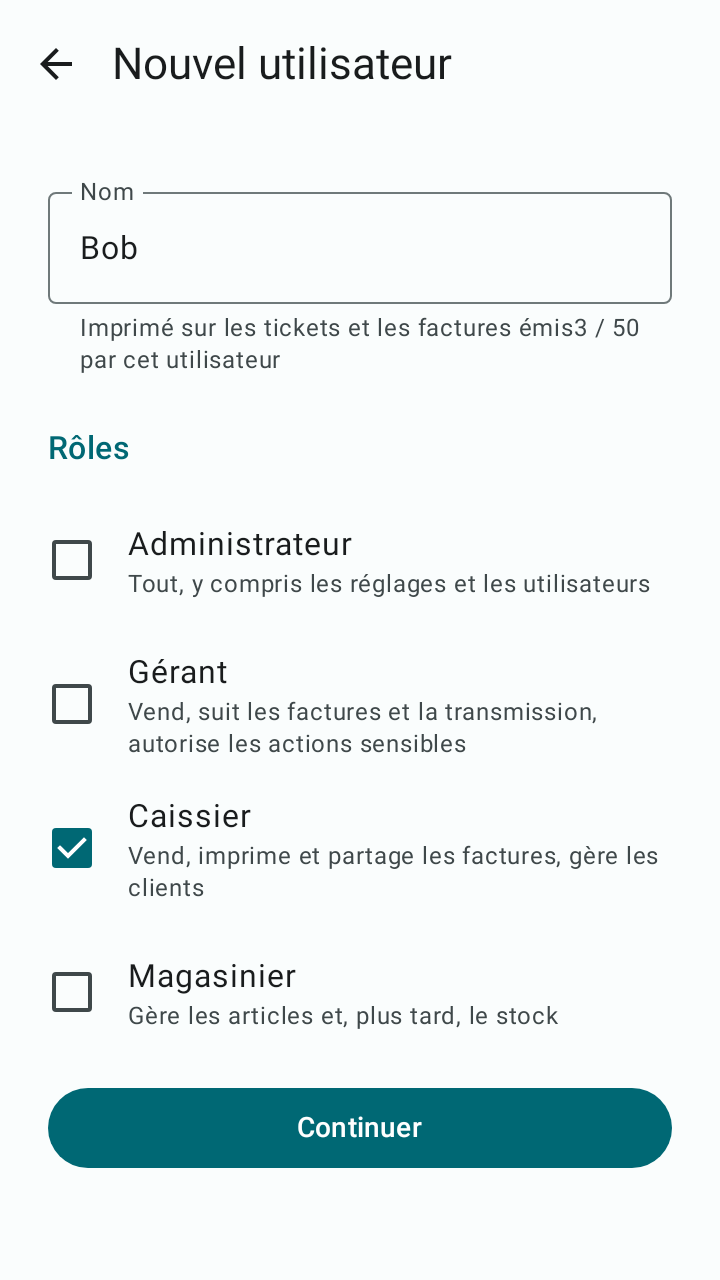 Nouvel utilisateur
Nom
Bob
Imprimé sur les tickets et les factures émis3 / 50
par cet utilisateur
Rôles
Administrateur
Tout, y compris les réglages et les utilisateurs
Gérant
Vend, suit les factures et la transmission,
autorise les actions sensibles
Caissier
Vend, imprime et partage les factures, gère les
clients
Magasinier
Gère les articles et, plus tard, le stock
Continuer